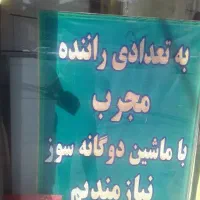 به تعدادی راننده
مجرب
با ماشین دوگانه سوز
نیازمندیم